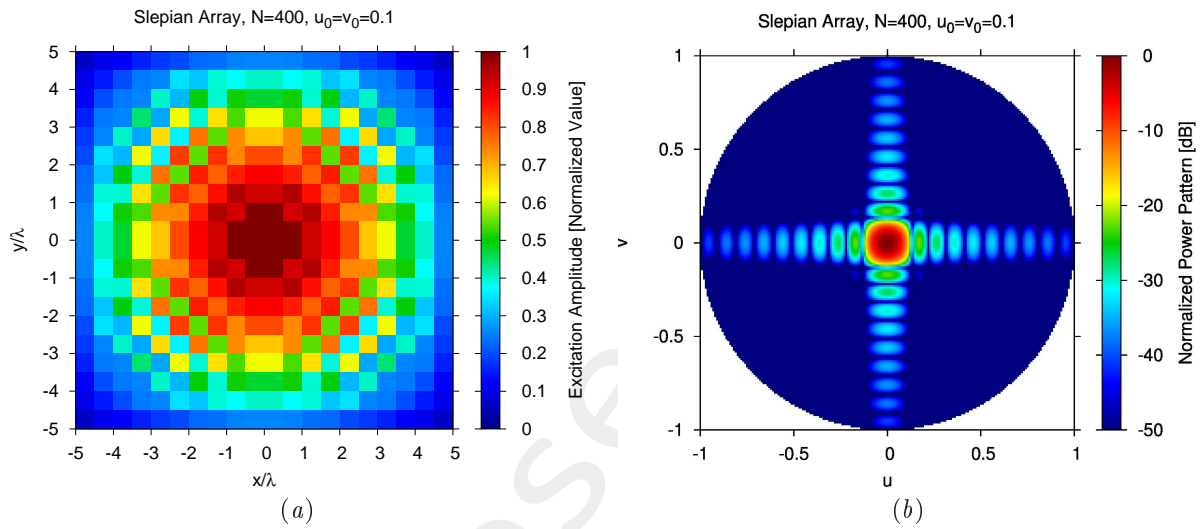 Slepian Array, N=400, u₀=v₀=0.1
5
4
3
2
1
0
-1
-2
-3
-4
-5
y/λ
-5 -4 -3 -2 -1 0 1 2 3 4 5
x/λ
1
0.9
0.8
0.7
0.6
0.5
0.4
0.3
0.2
0.1
0
Excitation Amplitude [Normalized Value]
(a)
Slepian Array, N=400, u₀=v₀=0.1
1
0.5
0
-0.5
-1
v
-1 -0.5 0 0.5 1
u
0
-10
-20
-30
-40
-50
Normalized Power Pattern [dB]
(b)